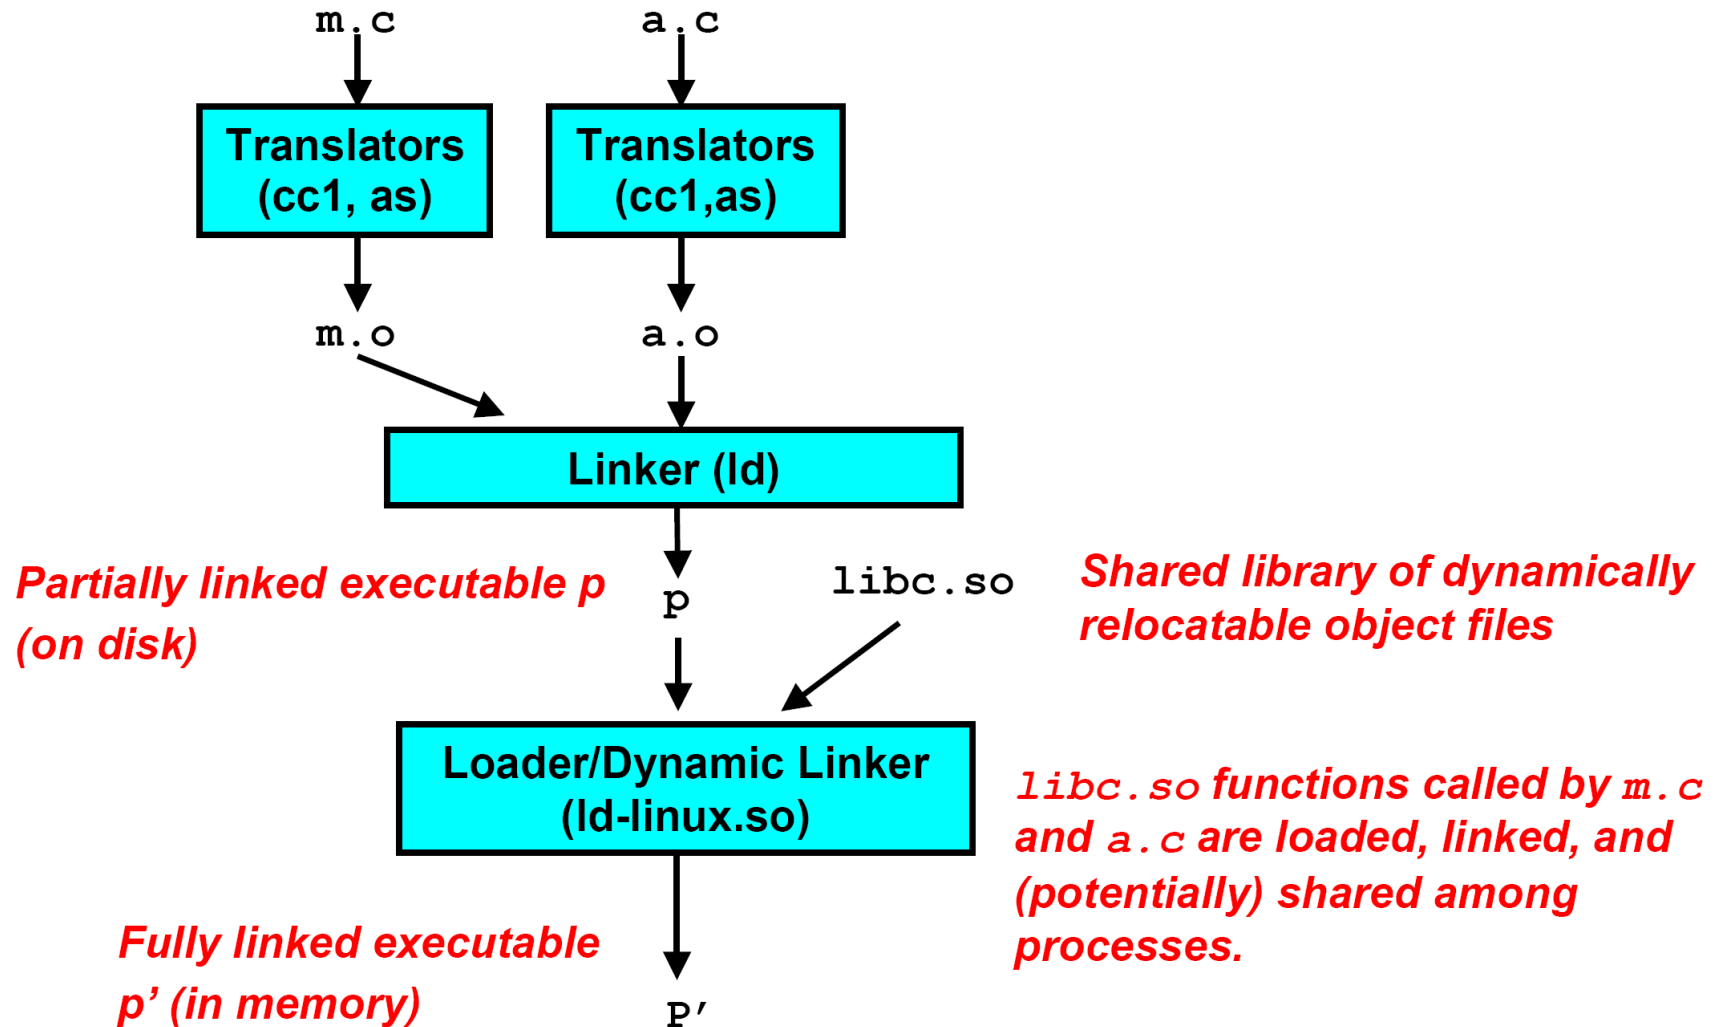 m.c
a.c
Translators
(cc1, as)
Translators
(cc1,as)
m.o
a.o
Linker (ld)
Partially linked executable p
(on disk)
p
libc.so
Shared library of dynamically
relocatable object files
Loader/Dynamic Linker
(ld-linux.so)
libc.so functions called by m.c
and a.c are loaded, linked, and
(potentially) shared among
processes.
Fully linked executable
p’ (in memory)
P’